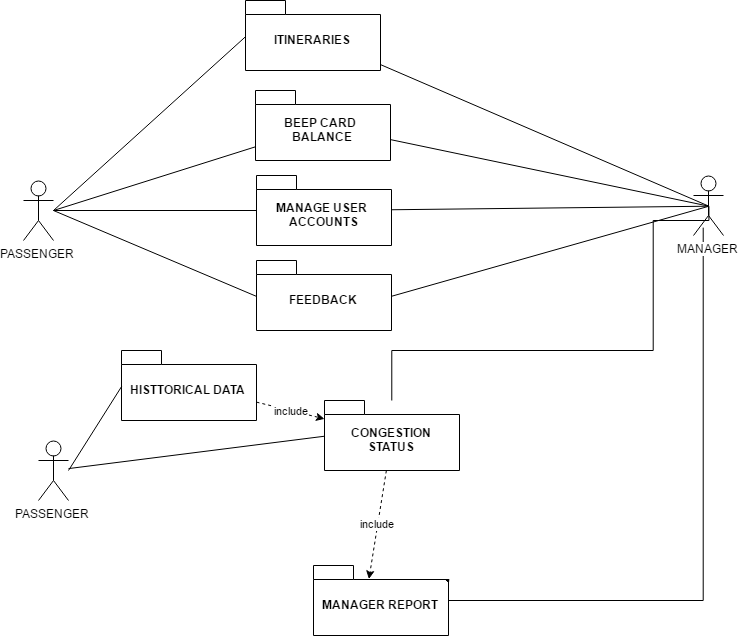 ITINERARIES
BEEP CARD
BALANCE
MANAGE USER
ACCOUNTS
PASSENGER
MANAGER
FEEDBACK
HISTTORICAL DATA
include
CONGESTION
STATUS
PASSENGER
include
MANAGER REPORT